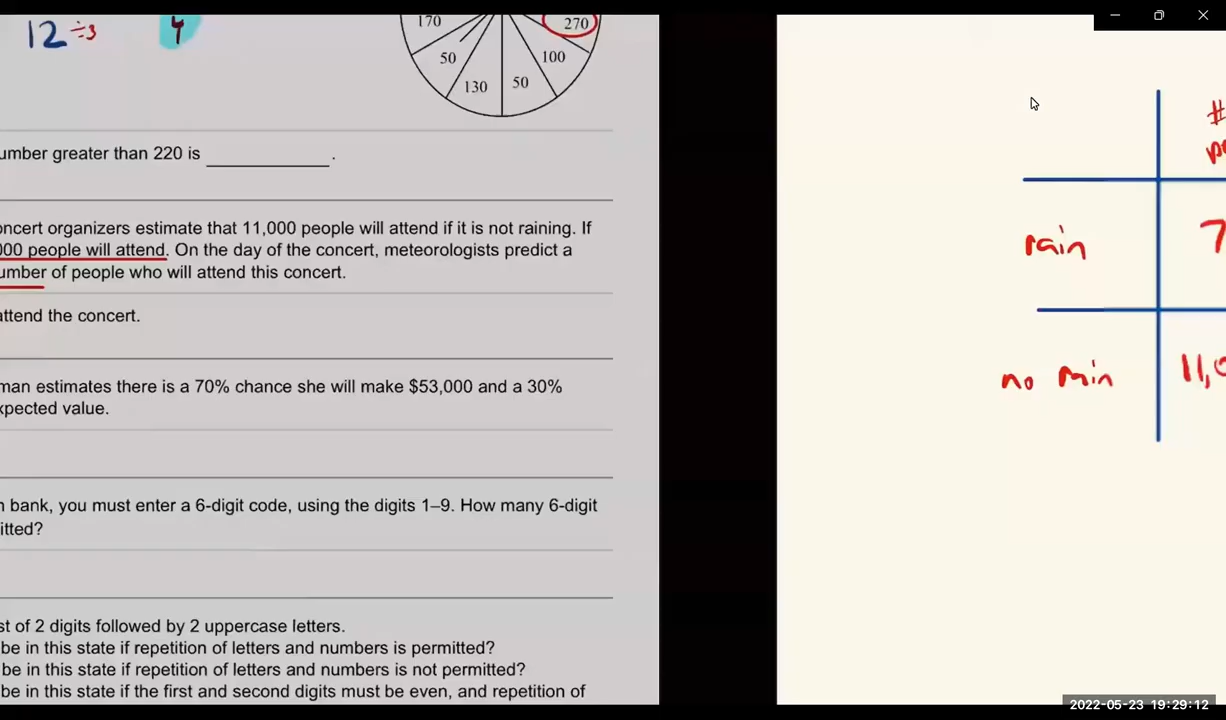 12 ÷3 4
170
270
50
100
130
50
umber greater than 220 is ____________.
oncert organizers estimate that 11,000 people will attend if it is not raining. If
000 people will attend. On the day of the concert, meteorologists predict a
umber of people who will attend this concert.
attend the concert.
man estimates there is a 70% chance she will make $53,000 and a 30%
xpected value.
n bank, you must enter a 6-digit code, using the digits 1–9. How many 6-digit
itted?
st of 2 digits followed by 2 uppercase letters.
be in this state if repetition of letters and numbers is permitted?
be in this state if repetition of letters and numbers is not permitted?
be in this state if the first and second digits must be even, and repetition of
#
rain 7
no rain 11,0
2022-05-23 19:29:12